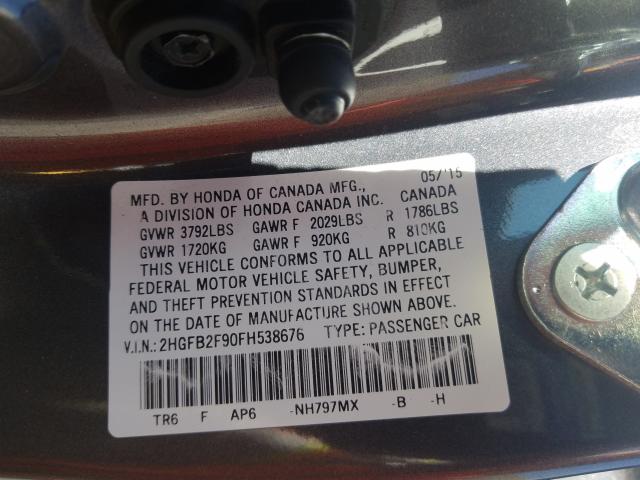 MFD. BY HONDA OF CANADA MFG., 05/'15
A DIVISION OF HONDA CANADA INC. CANADA
GVWR 3792LBS GAWR F 2029LBS R 1786LBS
GVWR 1720KG GAWR F 920KG R 810KG
THIS VEHICLE CONFORMS TO ALL APPLICABLE
FEDERAL MOTOR VEHICLE SAFETY, BUMPER,
AND THEFT PREVENTION STANDARDS IN EFFECT
ON THE DATE OF MANUFACTURE SHOWN ABOVE.
V.I.N.: 2HGFB2F90FH538676 TYPE: PASSENGER CAR
TR6 F AP6 -NH797MX -B -H